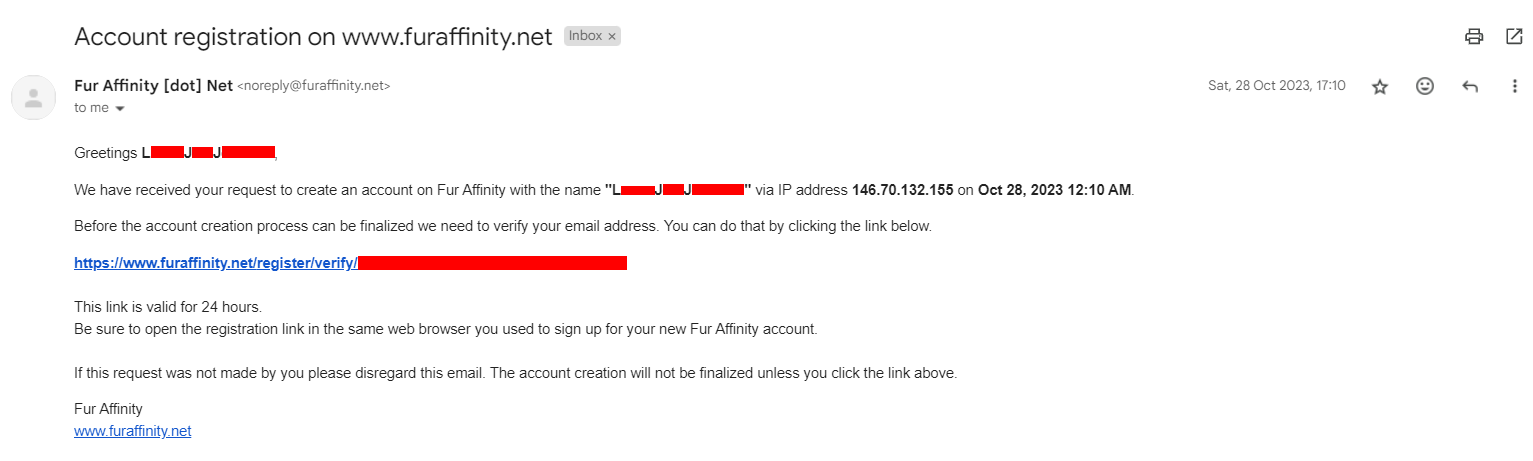 Account registration on www.furaffinity.net Inbox ×
Fur Affinity [dot] Net <noreply@furaffinity.net> Sat, 28 Oct 2023, 17:10
to me
Greetings L J J ,
We have received your request to create an account on Fur Affinity with the name "L J J " via IP address 146.70.132.155 on Oct 28, 2023 12:10 AM.
Before the account creation process can be finalized we need to verify your email address. You can do that by clicking the link below.
https://www.furaffinity.net/register/verify/
This link is valid for 24 hours.
Be sure to open the registration link in the same web browser you used to sign up for your new Fur Affinity account.
If this request was not made by you please disregard this email. The account creation will not be finalized unless you click the link above.
Fur Affinity
www.furaffinity.net